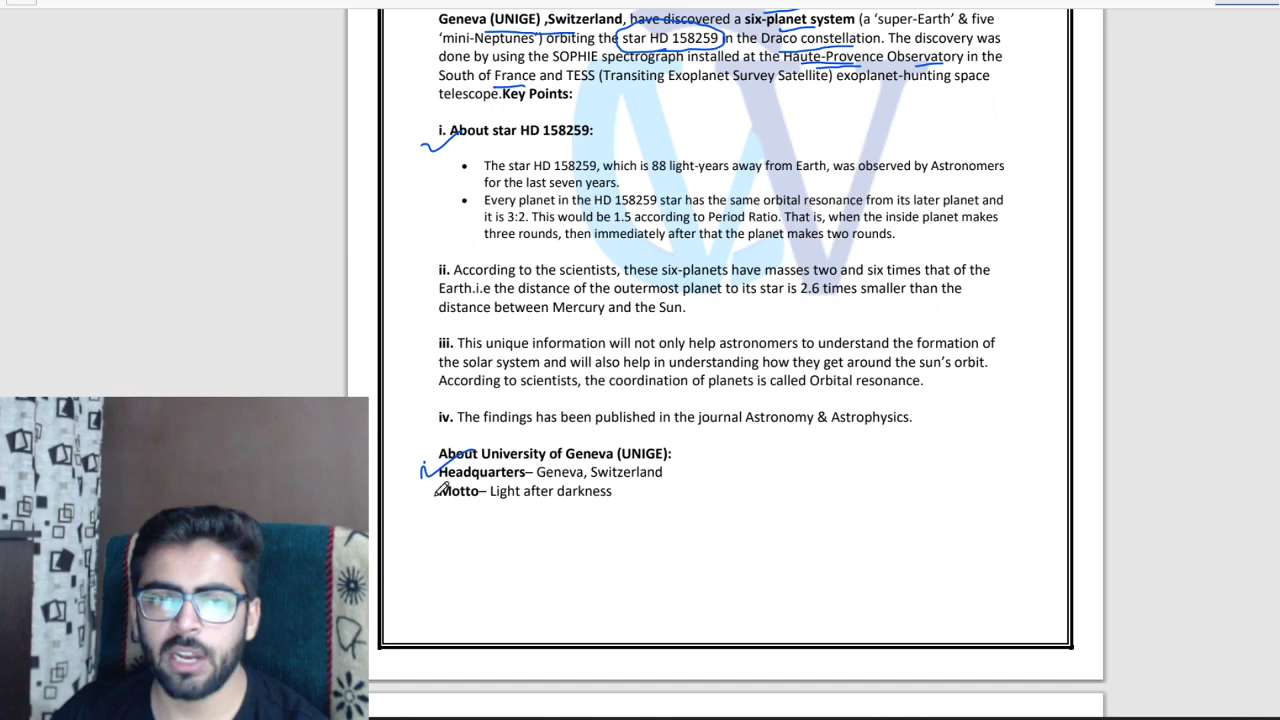 Geneva (UNIGE) ,Switzerland, have discovered a six-planet system (a ‘super-Earth’ & five
‘mini-Neptunes’) orbiting the star HD 158259 in the Draco constellation. The discovery was
done by using the SOPHIE spectrograph installed at the Haute-Provence Observatory in the
South of France and TESS (Transiting Exoplanet Survey Satellite) exoplanet-hunting space
telescope.Key Points:
i. About star HD 158259:
• The star HD 158259, which is 88 light-years away from Earth, was observed by Astronomers
for the last seven years.
• Every planet in the HD 158259 star has the same orbital resonance from its later planet and
it is 3:2. This would be 1.5 according to Period Ratio. That is, when the inside planet makes
three rounds, then immediately after that the planet makes two rounds.
ii. According to the scientists, these six-planets have masses two and six times that of the
Earth.i.e the distance of the outermost planet to its star is 2.6 times smaller than the
distance between Mercury and the Sun.
iii. This unique information will not only help astronomers to understand the formation of
the solar system and will also help in understanding how they get around the sun’s orbit.
According to scientists, the coordination of planets is called Orbital resonance.
iv. The findings has been published in the journal Astronomy & Astrophysics.
About University of Geneva (UNIGE):
Headquarters– Geneva, Switzerland
Motto– Light after darkness